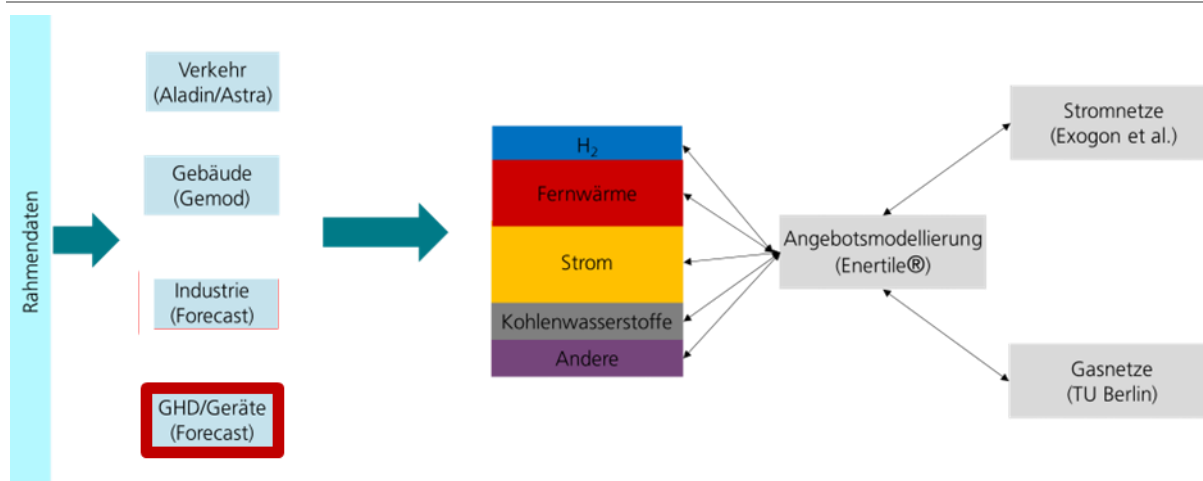 Rahmendaten
Verkehr
(Aladin/Astra)
Gebäude
(Gemod)
Industrie
(Forecast)
GHD/Geräte
(Forecast)
H₂
Fernwärme
Strom
Kohlenwasserstoffe
Andere
Angebotsmodellierung
(Enertile®)
Stromnetze
(Exogon et al.)
Gasnetze
(TU Berlin)